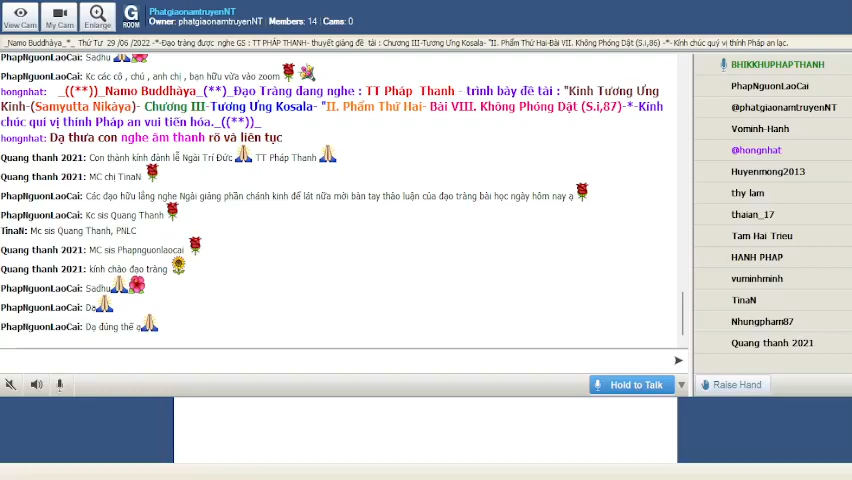 View Cam
My Cam
Enlarge
G
ROOM
PhatgiaonamtruyenNT
Owner: phatgiaonamtruyenNT | Members: 14 | Cams: 0
_Namo Buddhàya_*_ Thứ Tư 29 /06 /2022 -*-Đạo tràng được nghe GS : TT PHÁP THANH- thuyết giảng đề tài : Chương III-Tương Ưng Kosala- "II. Phẩm Thứ Hai-Bài VII. Không Phóng Dật (S.i,86) -*-Kính chúc quý vị thính Pháp an lạc.
PhapNguonLaoCai: Sadhu
PhapNguonLaoCai: Kc các cô , chú , anh chị , bạn hữu vừa vào zoom
hongnhat: _((**))_Namo Buddhàya_(**)_Đạo Tràng đang nghe : TT Pháp Thanh - trình bày đề tài : "Kinh Tương Ưng
Kinh-(Samyutta Nikàya)- Chương III-Tương Ưng Kosala- "II. Phẩm Thứ Hai- Bài VIII. Không Phóng Dật (S.i,87)-*-Kính
chúc quí vị thính Pháp an vui tiến hóa._((**))_
hongnhat: Dạ thưa con nghe âm thanh rõ và liên tục
Quang thanh 2021: Con thành kính đảnh lễ Ngài Trí Đức TT Pháp Thanh
Quang thanh 2021: MC chị TinaN
PhapNguonLaoCai: Các đạo hữu lắng nghe Ngài giảng phần chánh kinh để lát nữa mời bàn tay thảo luận của đạo tràng bài học ngày hôm nay ạ
PhapNguonLaoCai: Kc sis Quang Thanh
TinaN: Mc sis Quang Thanh, PNLC
Quang thanh 2021: MC sis Phapnguonlaocai
Quang thanh 2021: kính chào đạo tràng
PhapNguonLaoCai: Sadhu
PhapNguonLaoCai: Dạ
PhapNguonLaoCai: Dạ đúng thế ạ
Hold to Talk
BHIKKHUPHAPTHANH
PhapNguonLaoCai
@phatgiaonamtruyenNT
Vominh-Hanh
@hongnhat
Huyenmong2013
thy lam
thaian_17
Tam Hai Trieu
HANH PHAP
vuminhminh
TinaN
Nhungpham87
Quang thanh 2021
Raise Hand